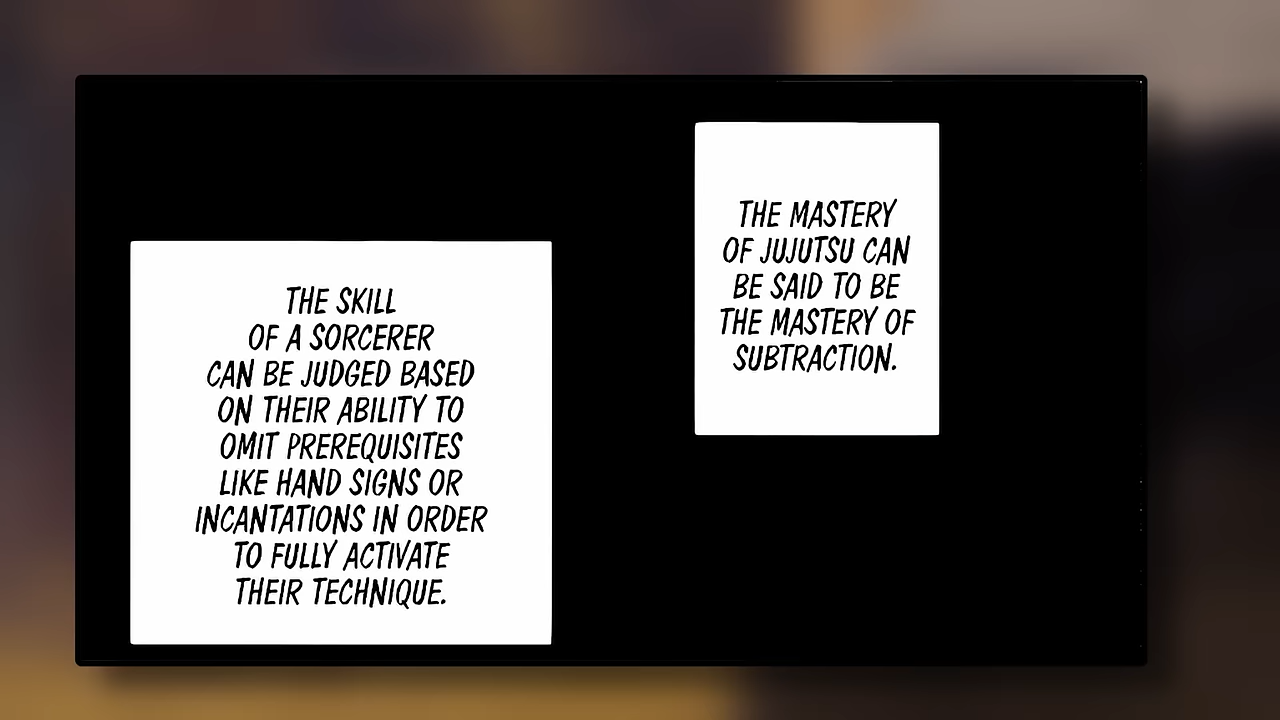 THE MASTERY
OF JUJUTSU CAN
BE SAID TO BE
THE MASTERY OF
SUBTRACTION.
THE SKILL
OF A SORCERER
CAN BE JUDGED BASED
ON THEIR ABILITY TO
OMIT PREREQUISITES
LIKE HAND SIGNS OR
INCANTATIONS IN ORDER
TO FULLY ACTIVATE
THEIR TECHNIQUE.